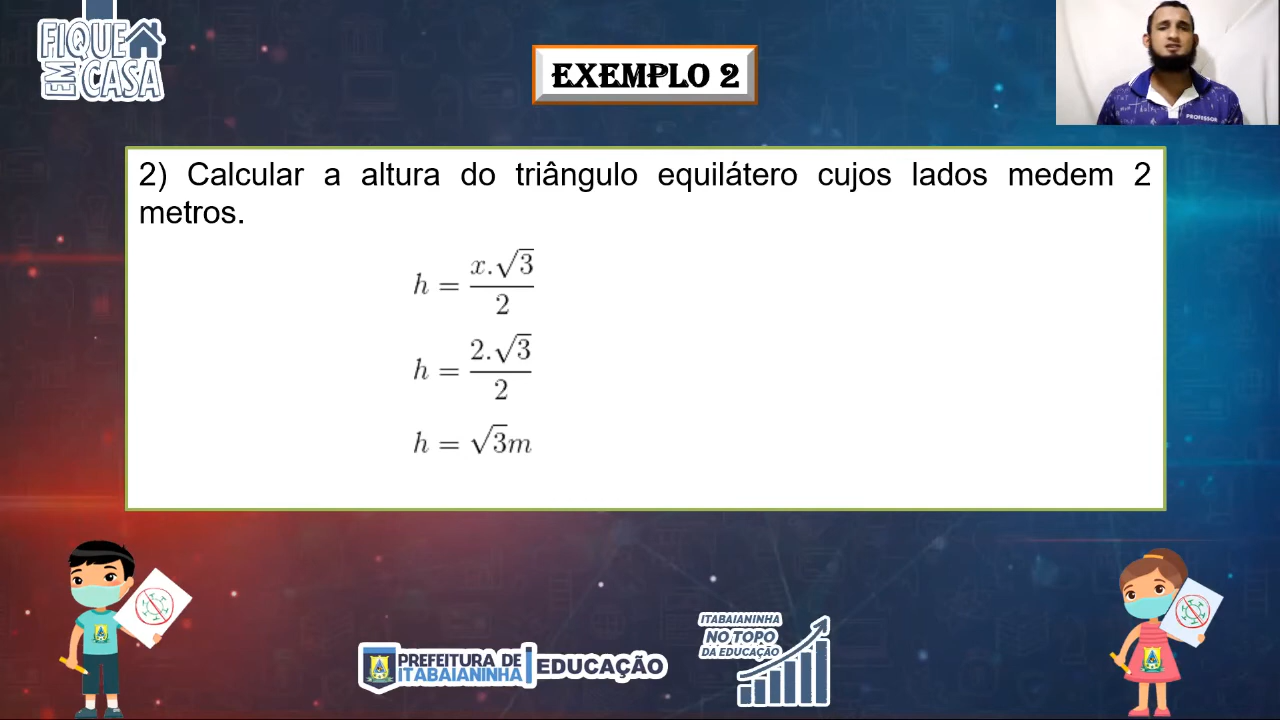 FIQUE
EM CASA
EXEMPLO 2
PROFESSOR
2) Calcular a altura do triângulo equilátero cujos lados medem 2
metros.
h = x.√3/2
h = 2.√3/2
h = √3m
ITABAIANINHA
NO TOPO
DA EDUCAÇÃO
PREFEITURA DE
ITABAIANINHA
EDUCAÇÃO